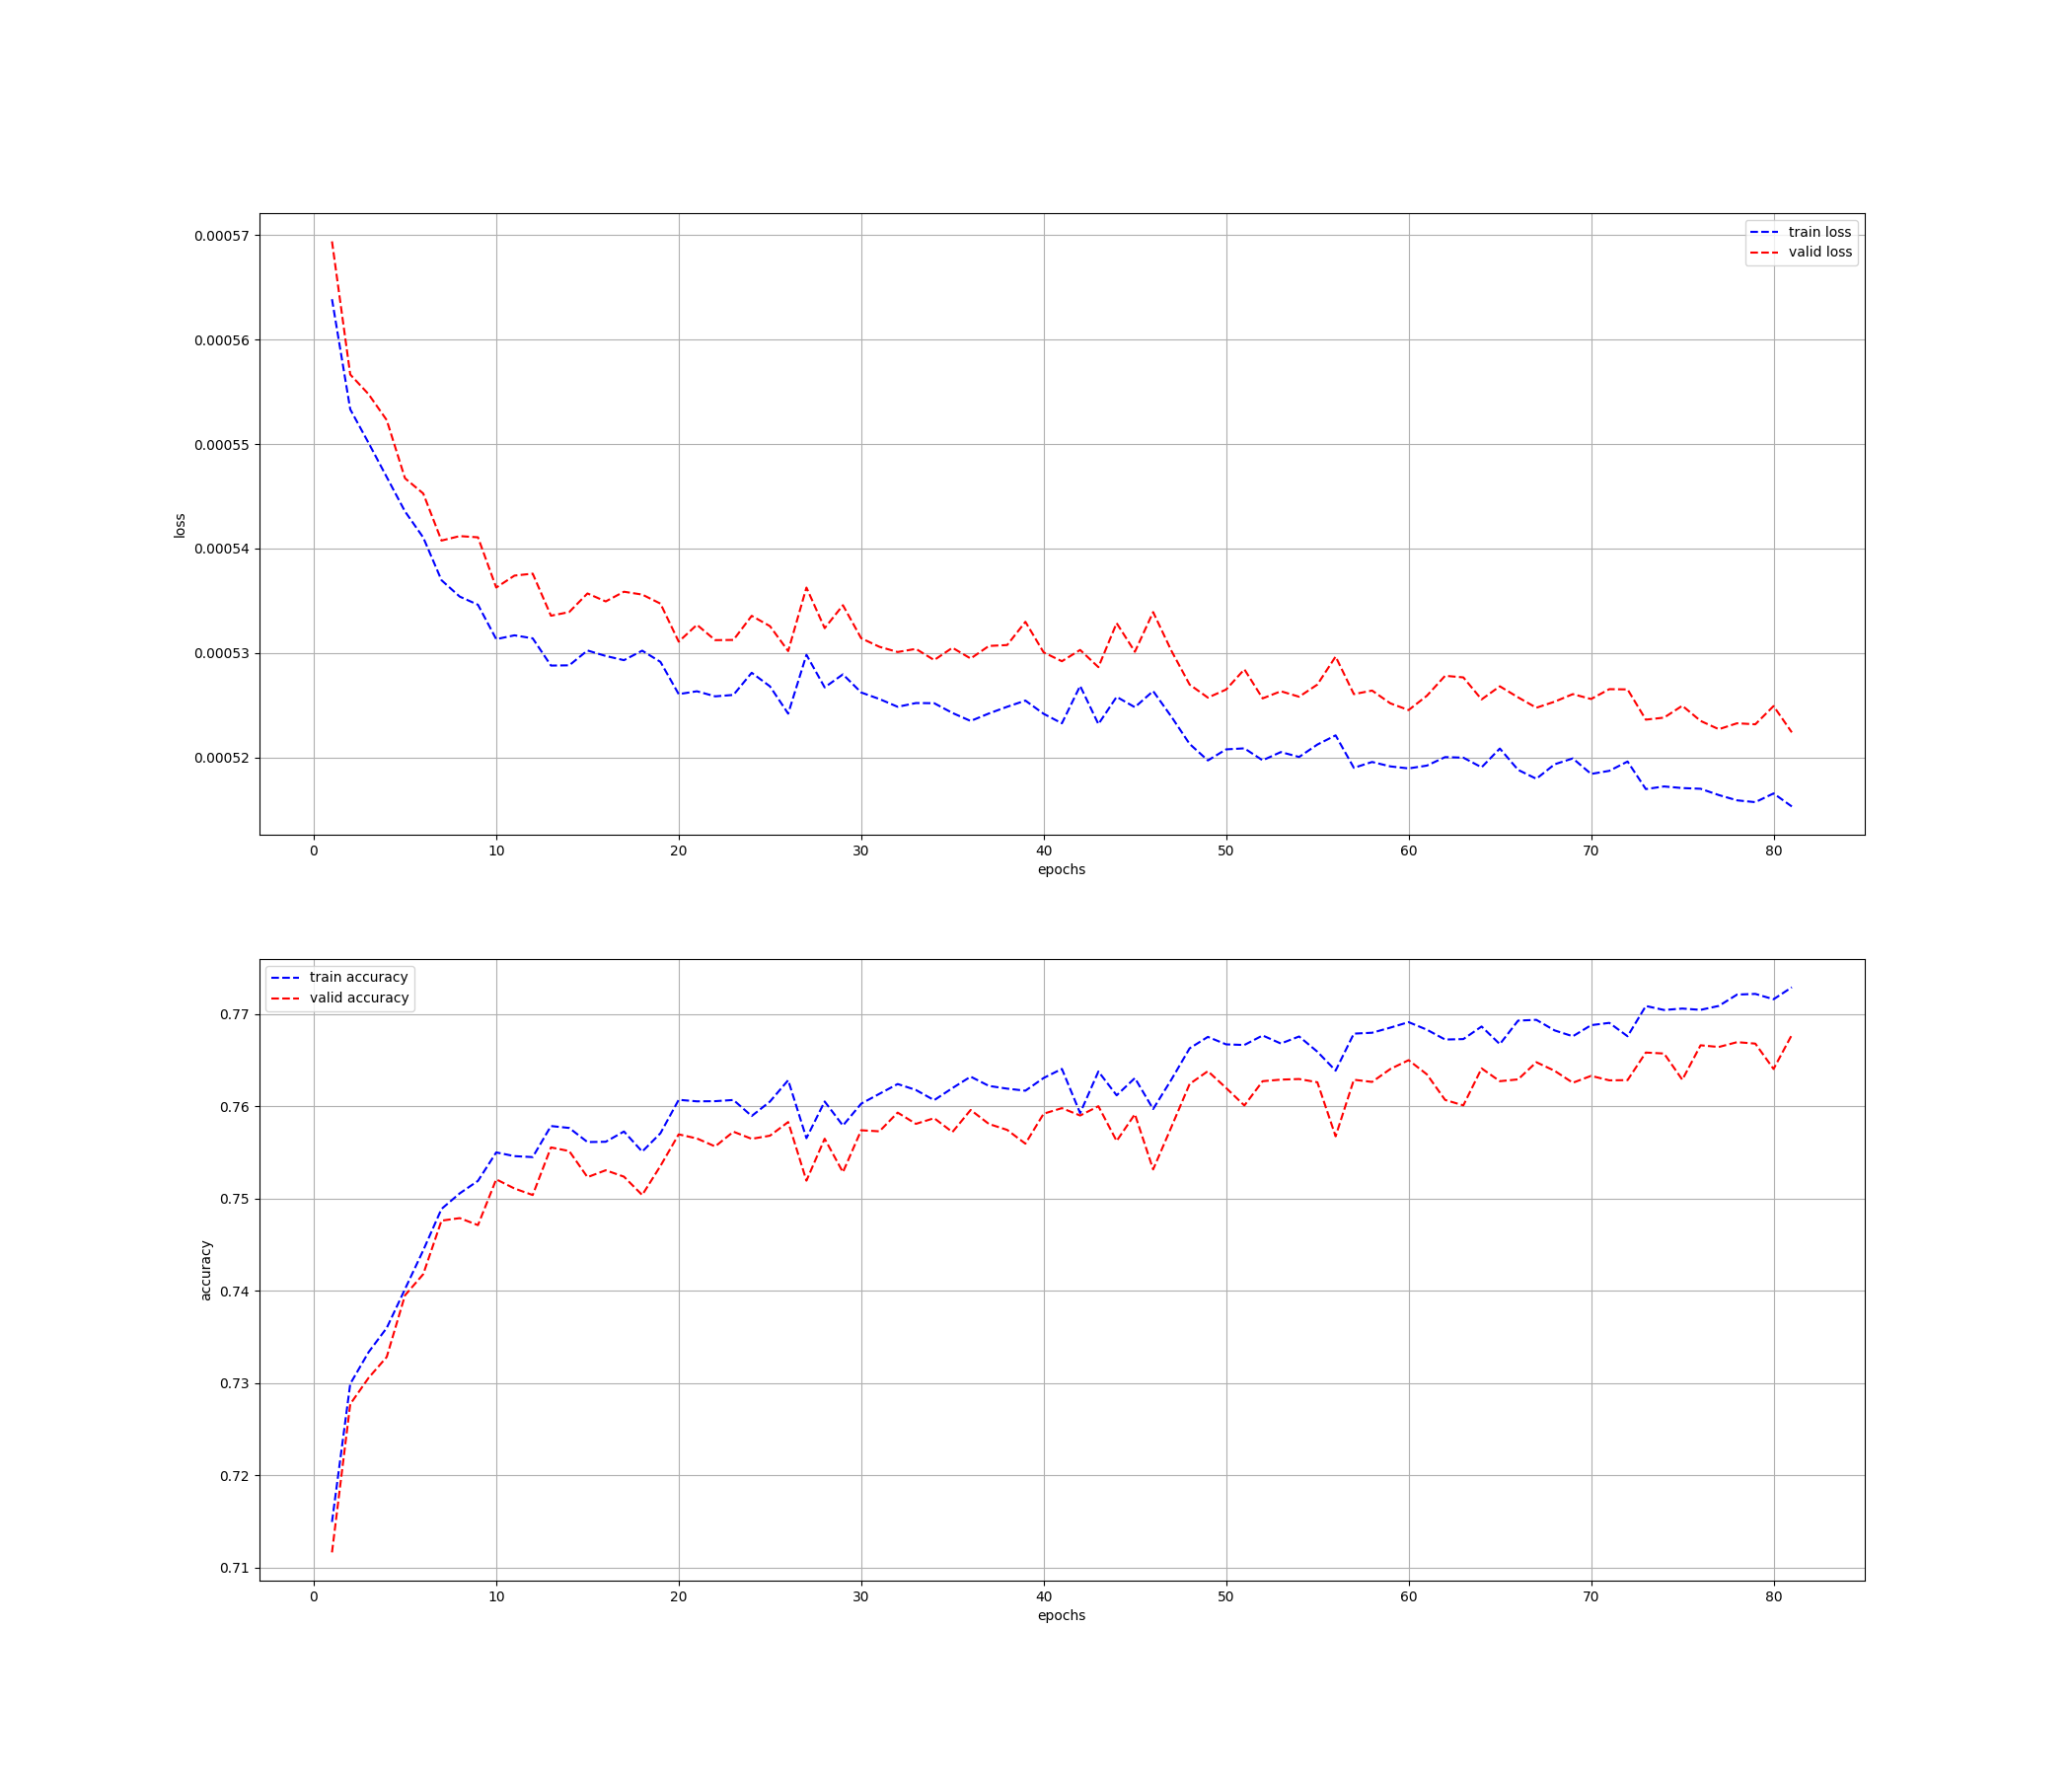 train loss
valid loss
0.00057
0.00056
0.00055
0.00054
0.00053
0.00052
loss
0 10 20 30 40 50 60 70 80
epochs
train accuracy
valid accuracy
0.77
0.76
0.75
0.74
0.73
0.72
0.71
accuracy
0 10 20 30 40 50 60 70 80
epochs